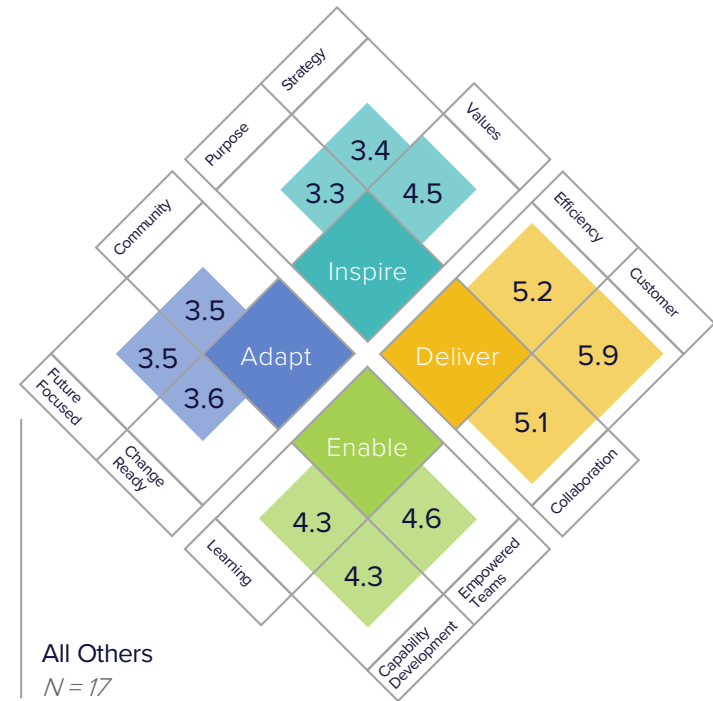 Strategy
Purpose
Values
3.4
3.3
4.5
Inspire
Community
3.5
3.5
3.6
Adapt
Future
Focused
Change
Ready
Efficiency
Customer
5.2
5.9
5.1
Deliver
Collaboration
Enable
4.3
4.6
4.3
Learning
Empowered
Teams
Capability
Development
All Others
N = 17